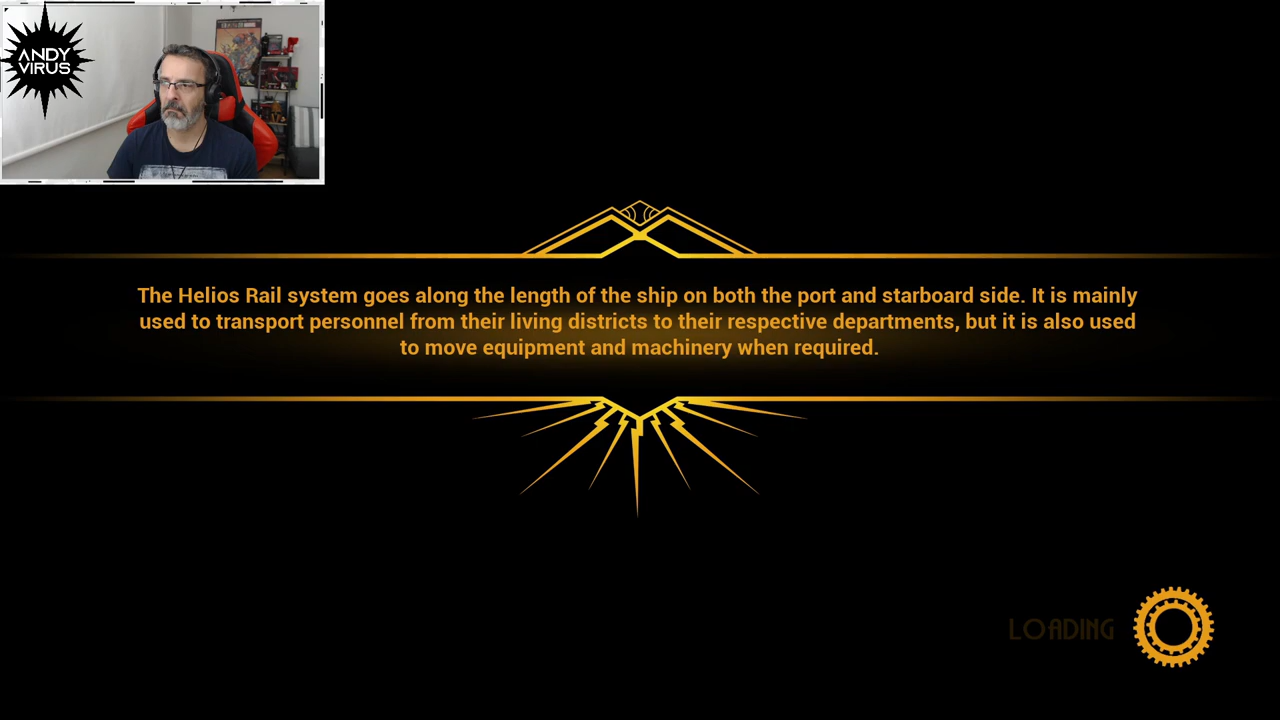 ANDY
VIRUS
The Helios Rail system goes along the length of the ship on both the port and starboard side. It is mainly
used to transport personnel from their living districts to their respective departments, but it is also used
to move equipment and machinery when required.
LOADING